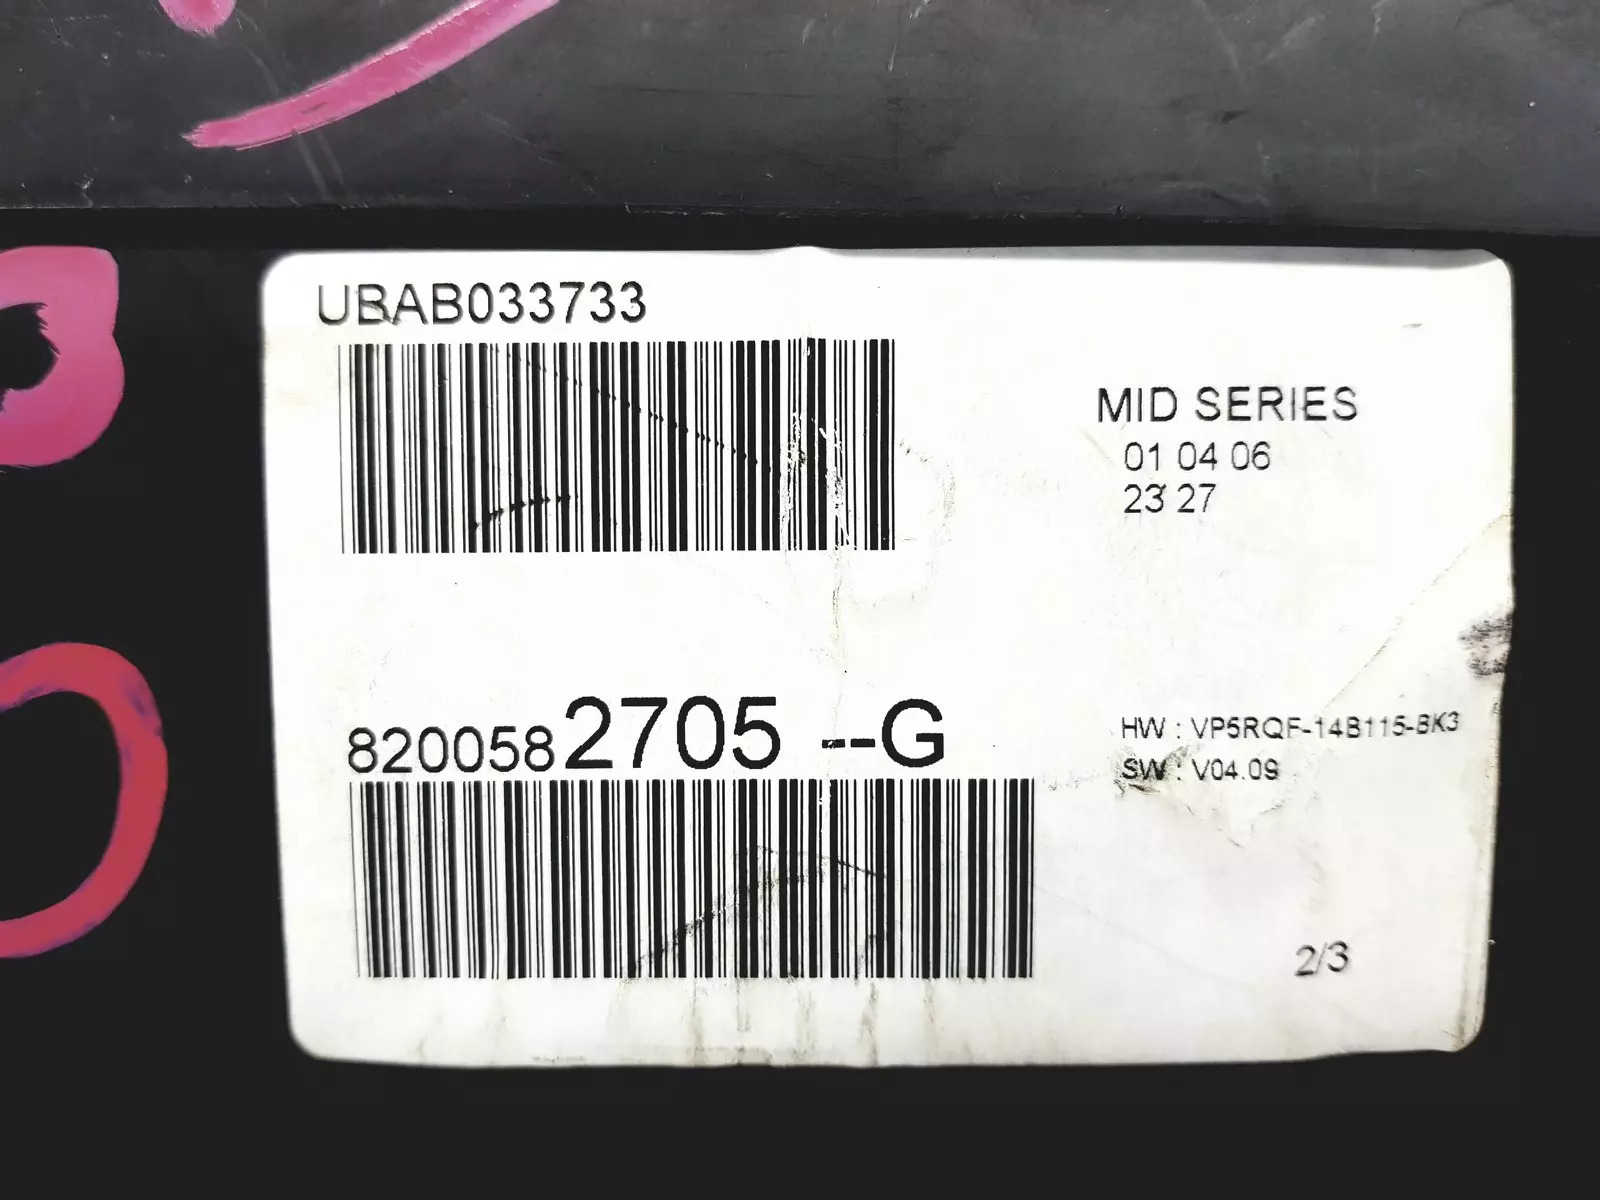 UBAB033733
MID SERIES
01 04 06
23 27
8200582705 --G
HW : VP5RQF-14B115-BK3
SW : V04.09
2/3